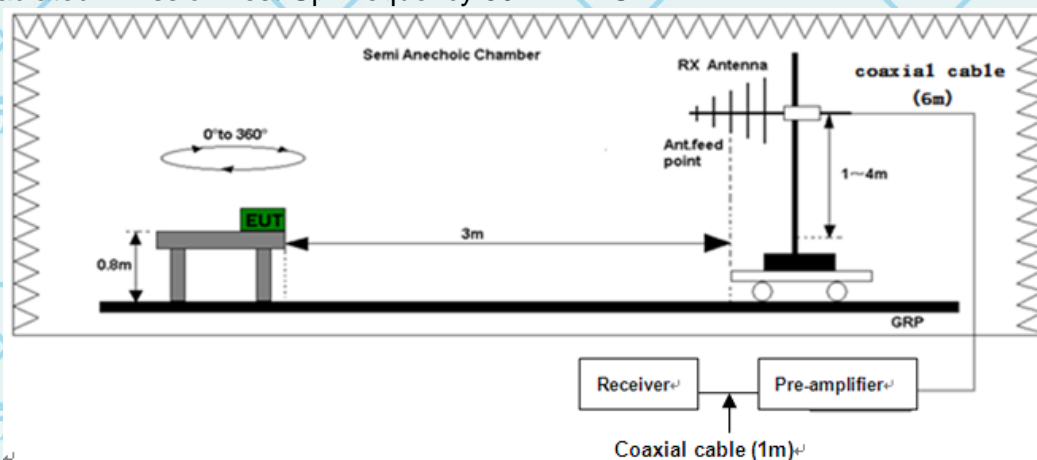 Semi Anechoic Chamber
RX Antenna
coaxial cable
(6m)
0°to 360°
Ant.feed
point
1~4m
EUT
3m
0.8m
GRP
Receiver↵
Pre-amplifier↵
Coaxial cable (1m)↵
↵